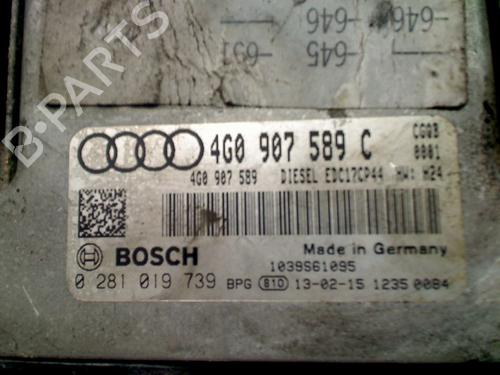 -646 -646
-631 -645
B-PARTS
4G0 907 589 C CGQB
0001
4G0 907 589 DIESEL EDC17CP44 HW: H24
BOSCH Made in Germany
1039S61095
0 281 019 739 BPG 810 13-02-15 1235 0084